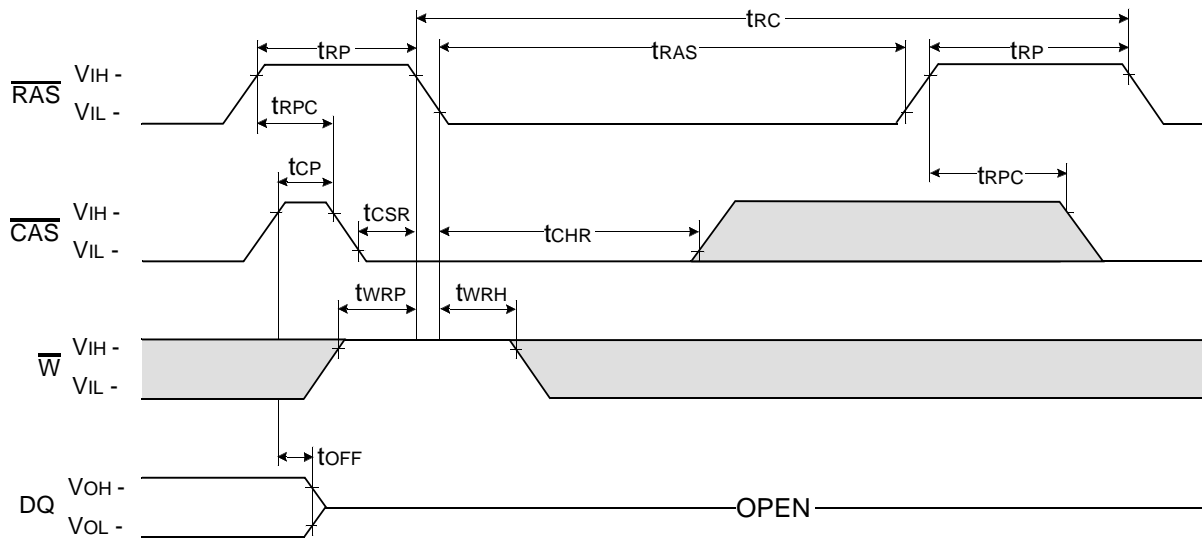 tRC
tRP
tRAS
tRP
RAS
VIH -
VIL -
tRPC
tCP
tRPC
CAS
VIH -
VIL -
tCSR
tCHR
tWRP
tWRH
W
VIH -
VIL -
tOFF
DQ
VOH -
VOL -
OPEN